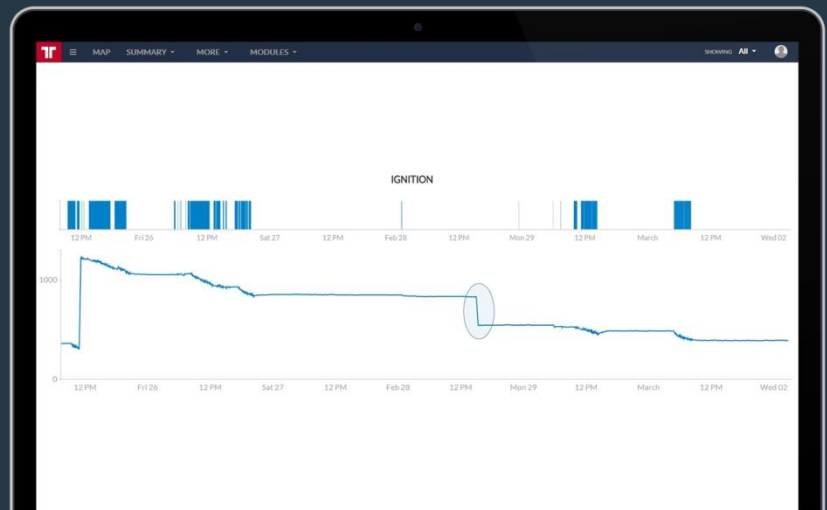 MAP SUMMARY MORE MODULES SHOWING All
IGNITION
12 PM Fri 26 12 PM Sat 27 12 PM Feb 28 12 PM Mon 29 12 PM March 12 PM Wed 02
1000
0
12 PM Fri 26 12 PM Sat 27 12 PM Feb 28 12 PM Mon 29 12 PM March 12 PM Wed 02